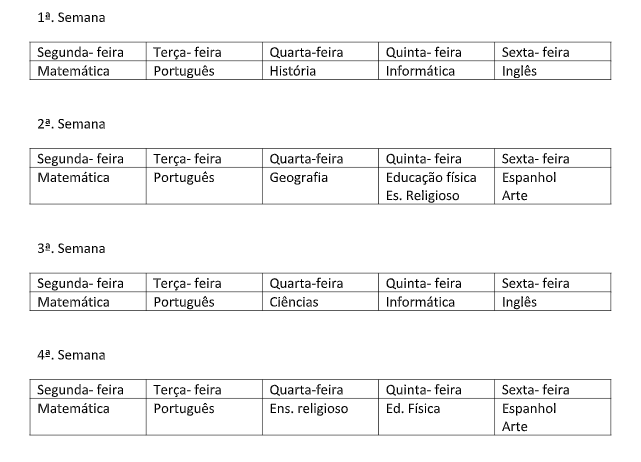 1ª. Semana
Segunda- feira Terça- feira Quarta-feira Quinta- feira Sexta- feira
Matemática Português História Informática Inglês
2ª. Semana
Segunda- feira Terça- feira Quarta-feira Quinta- feira Sexta- feira
Matemática Português Geografia Educação física Espanhol
Es. Religioso Arte
3ª. Semana
Segunda- feira Terça- feira Quarta-feira Quinta- feira Sexta- feira
Matemática Português Ciências Informática Inglês
4ª. Semana
Segunda- feira Terça- feira Quarta-feira Quinta- feira Sexta- feira
Matemática Português Ens. religioso Ed. Física Espanhol
Arte